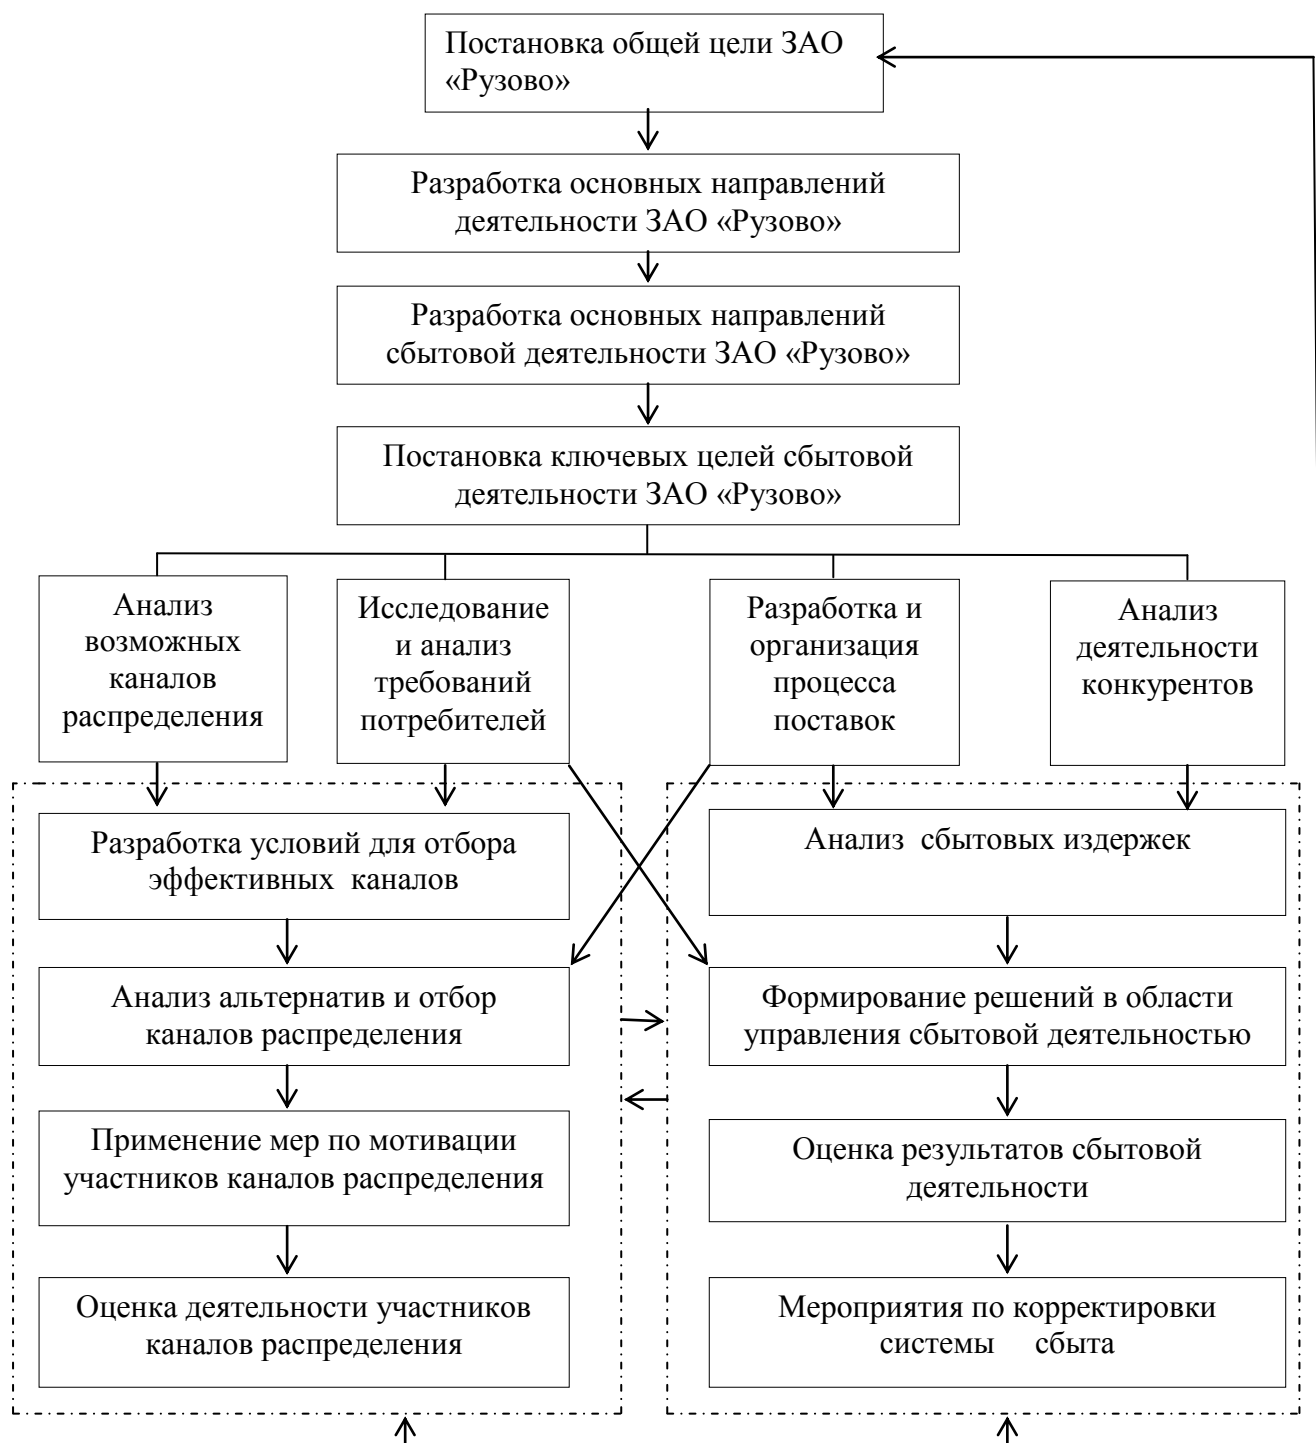 Постановка общей цели ЗАО
«Рузово»
Разработка основных направлений
деятельности ЗАО «Рузово»
Разработка основных направлений
сбытовой деятельности ЗАО «Рузово»
Постановка ключевых целей сбытовой
деятельности ЗАО «Рузово»
Анализ
возможных
каналов
распределения
Исследование
и анализ
требований
потребителей
Разработка и
организация
процесса
поставок
Анализ
деятельности
конкурентов
Разработка условий для отбора
эффективных каналов
Анализ альтернатив и отбор
каналов распределения
Применение мер по мотивации
участников каналов распределения
Оценка деятельности участников
каналов распределения
Анализ сбытовых издержек
Формирование решений в области
управления сбытовой деятельностью
Оценка результатов сбытовой
деятельности
Мероприятия по корректировки
системы сбыта